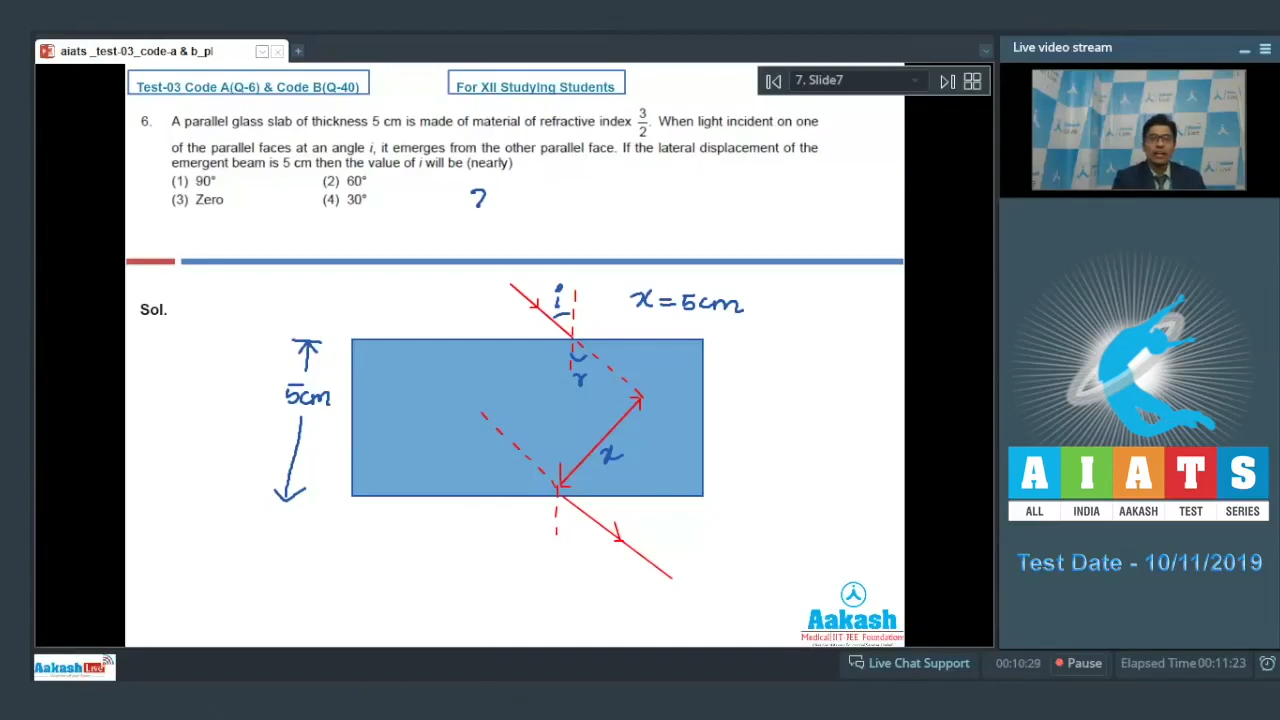 aiats _test-03_code-a & b_p
Live video stream
Test-03 Code A(Q-6) & Code B(Q-40)
For XII Studying Students
7. Slide7
6. A parallel glass slab of thickness 5 cm is made of material of refractive index 3/2. When light incident on one
of the parallel faces at an angle i, it emerges from the other parallel face. If the lateral displacement of the
emergent beam is 5 cm then the value of i will be (nearly)
(1) 90° (2) 60°
(3) Zero (4) 30°
?
Sol.
i
x = 5cm
r
5cm
x
A I A T S
ALL INDIA AAKASH TEST SERIES
Test Date - 10/11/2019
Aakash
Medical|IIT-JEE|Foundations
Aakash Live
Live Chat Support
00:10:29
Pause
Elapsed Time 00:11:23